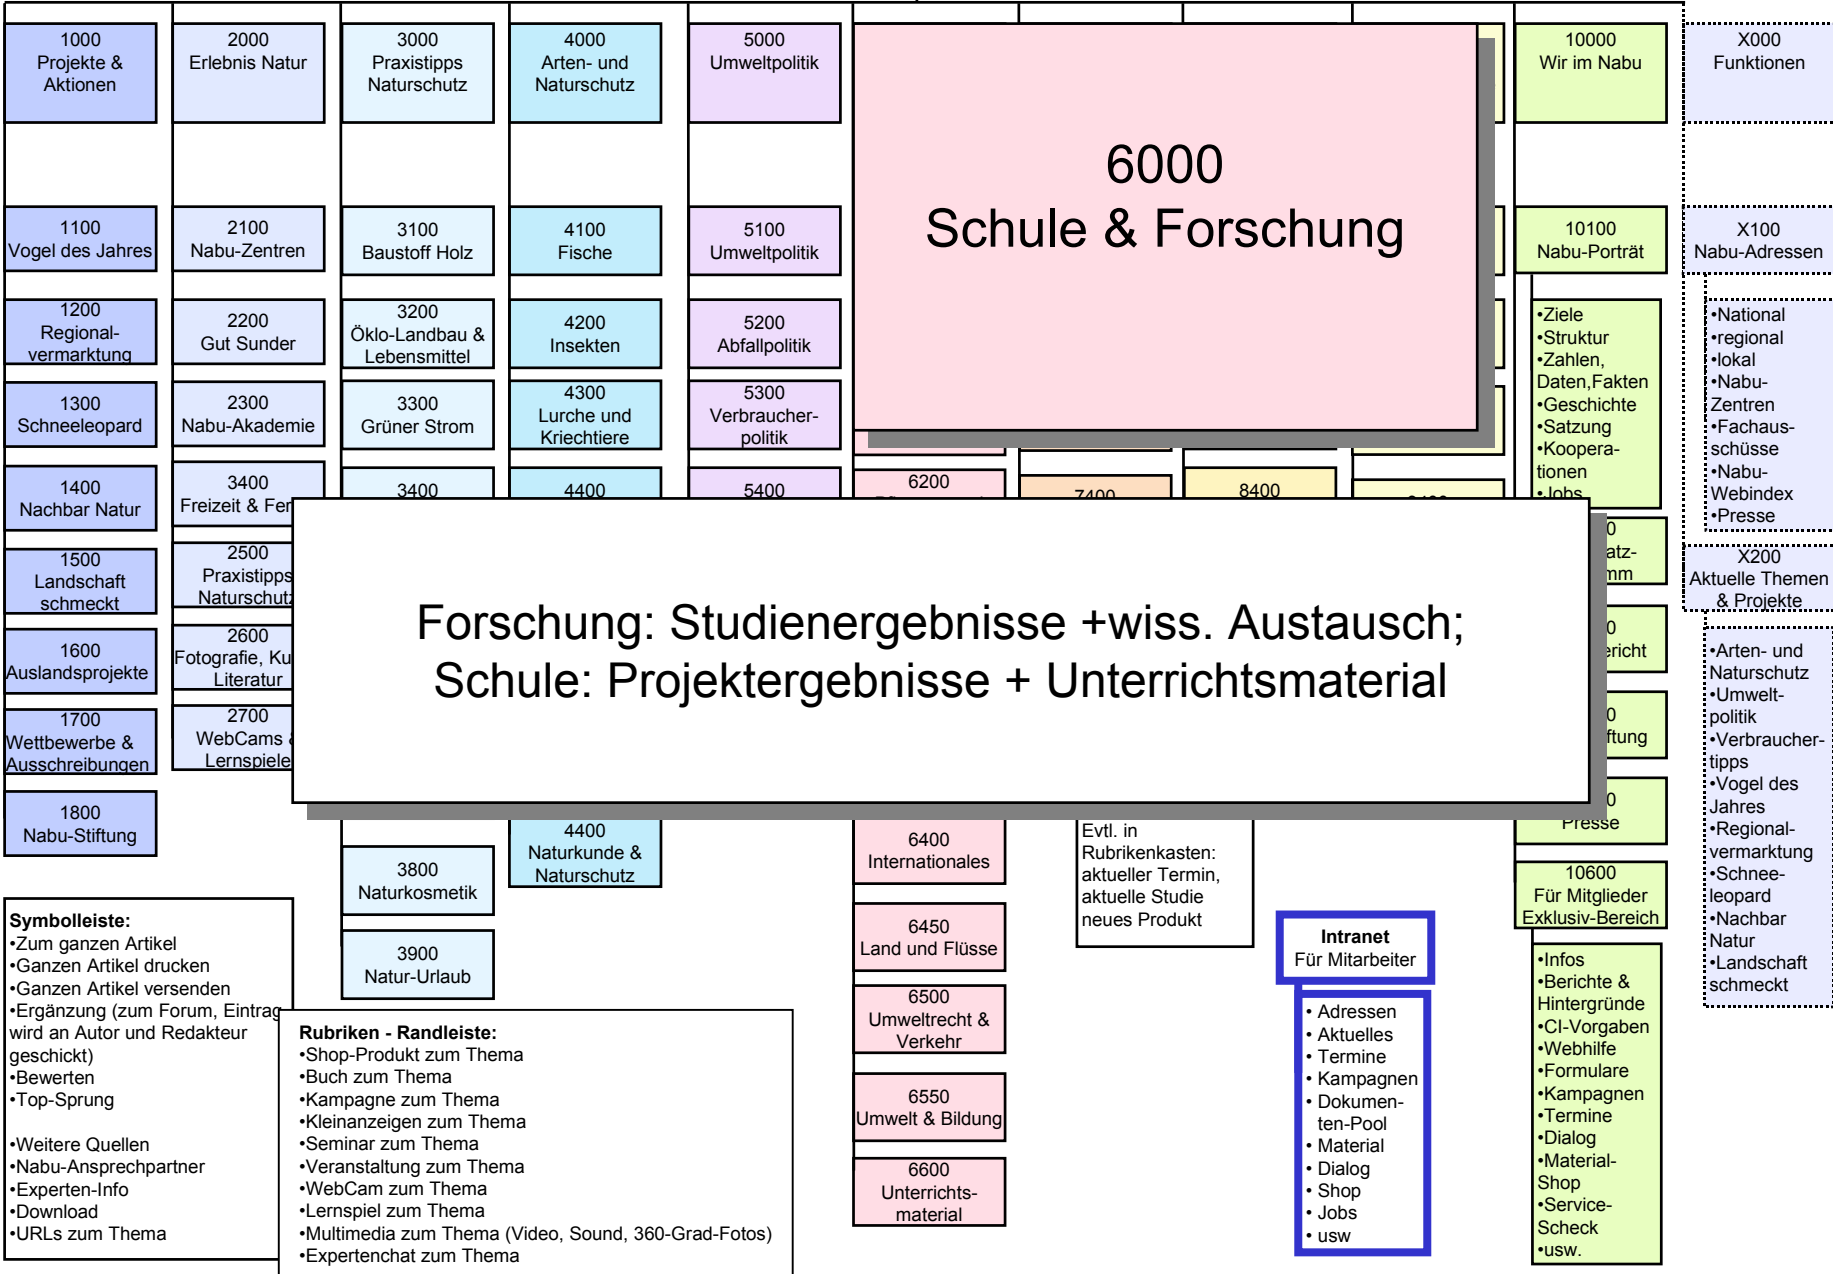 1000
Projekte &
Aktionen
2000
Erlebnis Natur
3000
Praxistipps
Naturschutz
4000
Arten- und
Naturschutz
5000
Umweltpolitik
6000
Schule & Forschung
10000
Wir im Nabu
X000
Funktionen
1100
Vogel des Jahres
2100
Nabu-Zentren
3100
Baustoff Holz
4100
Fische
5100
Umweltpolitik
10100
Nabu-Porträt
X100
Nabu-Adressen
1200
Regional-
vermarktung
2200
Gut Sunder
3200
Öklo-Landbau &
Lebensmittel
4200
Insekten
5200
Abfallpolitik
•Ziele
•Struktur
•Zahlen,
Daten,Fakten
•Geschichte
•Satzung
•Koopera-
tionen
•Jobs
•National
•regional
•lokal
•Nabu-
Zentren
•Fachaus-
schüsse
•Nabu-
Webindex
•Presse
1300
Schneeleopard
2300
Nabu-Akademie
3300
Grüner Strom
4300
Lurche und
Kriechtiere
5300
Verbraucher-
politik
1400
Nachbar Natur
3400
Freizeit & Fer
3400
4400
5400
6200
7400
8400
1500
Landschaft
schmeckt
2500
Praxistipps
Naturschutz
0
atz-
mm
X200
Aktuelle Themen
& Projekte
Forschung: Studienergebnisse +wiss. Austausch;
Schule: Projektergebnisse + Unterrichtsmaterial
1600
Auslandsprojekte
2600
Fotografie, Ku
Literatur
0
ericht
•Arten- und
Naturschutz
•Umwelt-
politik
•Verbraucher-
tipps
•Vogel des
Jahres
•Regional-
vermarktung
•Schnee-
leopard
•Nachbar
Natur
•Landschaft
schmeckt
1700
Wettbewerbe &
Ausschreibungen
2700
WebCams &
Lernspiele
0
ftung
1800
Nabu-Stiftung
0
Presse
4400
Naturkunde &
Naturschutz
3800
Naturkosmetik
3900
Natur-Urlaub
6400
Internationales
6450
Land und Flüsse
6500
Umweltrecht &
Verkehr
6550
Umwelt & Bildung
6600
Unterrichts-
material
Evtl. in
Rubrikenkasten:
aktueller Termin,
aktuelle Studie
neues Produkt
10600
Für Mitglieder
Exklusiv-Bereich
•Infos
•Berichte &
Hintergründe
•CI-Vorgaben
•Webhilfe
•Formulare
•Kampagnen
•Termine
•Dialog
•Material-
Shop
•Service-
Scheck
•usw.
Intranet
Für Mitarbeiter
• Adressen
• Aktuelles
• Termine
• Kampagnen
• Dokumen-
ten-Pool
• Material
• Dialog
• Shop
• Jobs
• usw
Symbolleiste:
•Zum ganzen Artikel
•Ganzen Artikel drucken
•Ganzen Artikel versenden
•Ergänzung (zum Forum, Eintrag
wird an Autor und Redakteur
geschickt)
•Bewerten
•Top-Sprung
•Weitere Quellen
•Nabu-Ansprechpartner
•Experten-Info
•Download
•URLs zum Thema
Rubriken - Randleiste:
•Shop-Produkt zum Thema
•Buch zum Thema
•Kampagne zum Thema
•Kleinanzeigen zum Thema
•Seminar zum Thema
•Veranstaltung zum Thema
•WebCam zum Thema
•Lernspiel zum Thema
•Multimedia zum Thema (Video, Sound, 360-Grad-Fotos)
•Expertenchat zum Thema